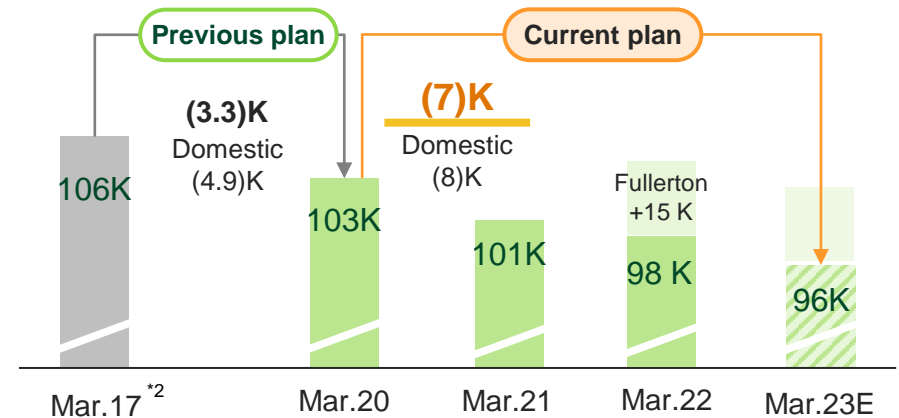 Previous plan
Current plan
(3.3)K
Domestic
(4.9)K
(7)K
Domestic
(8)K
106K
103K
101K
Fullerton
+15 K
98 K
96K
Mar.17 *2
Mar.20
Mar.21
Mar.22
Mar.23E